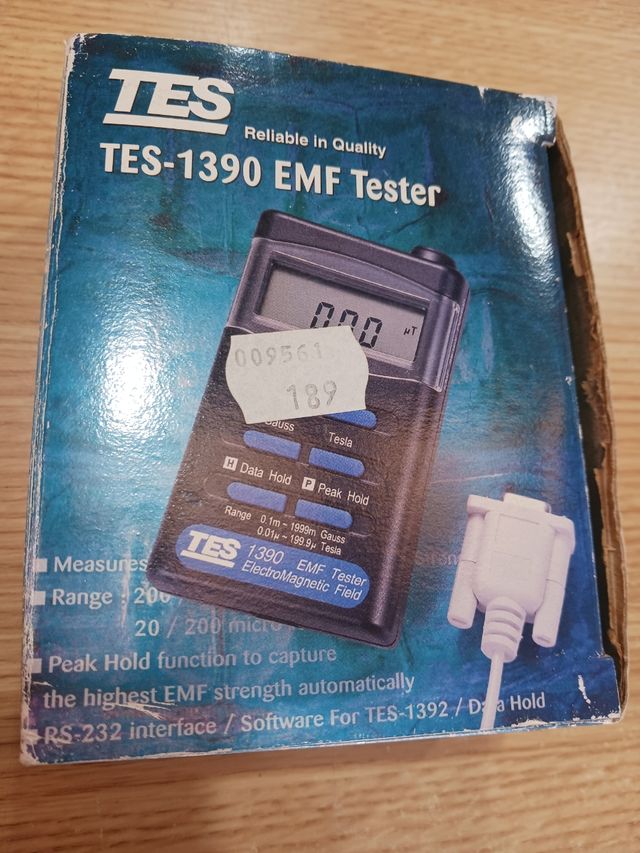 TES
Reliable in Quality
TES-1390 EMF Tester
0.00 µT
009561
189
Tesla
H Data Hold P Peak Hold
Range 0.1m ~ 1999m Gauss
0.01µ ~ 199.9µ Tesla
TES 1390 EMF Tester
ElectroMagnetic Field
Measures
Range : 200
20 / 200 micro
Peak Hold function to capture
the highest EMF strength automatically
RS-232 interface / Software For TES-1392 / Data Hold